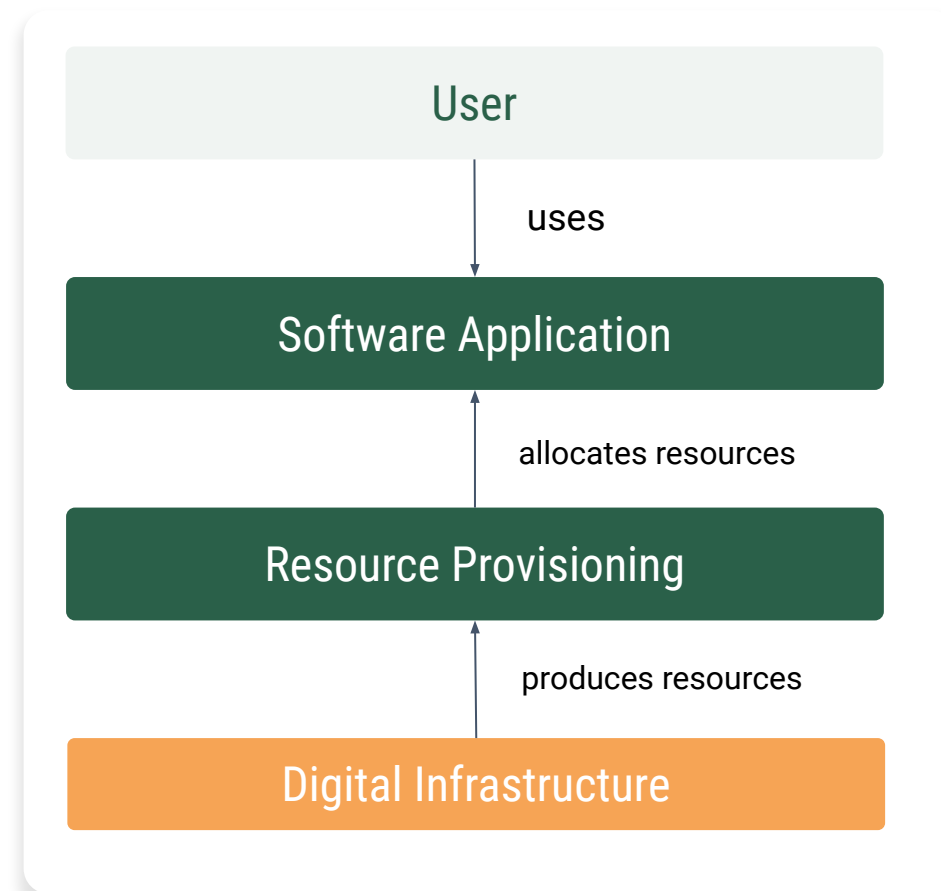 User
uses
Software Application
allocates resources
Resource Provisioning
produces resources
Digital Infrastructure